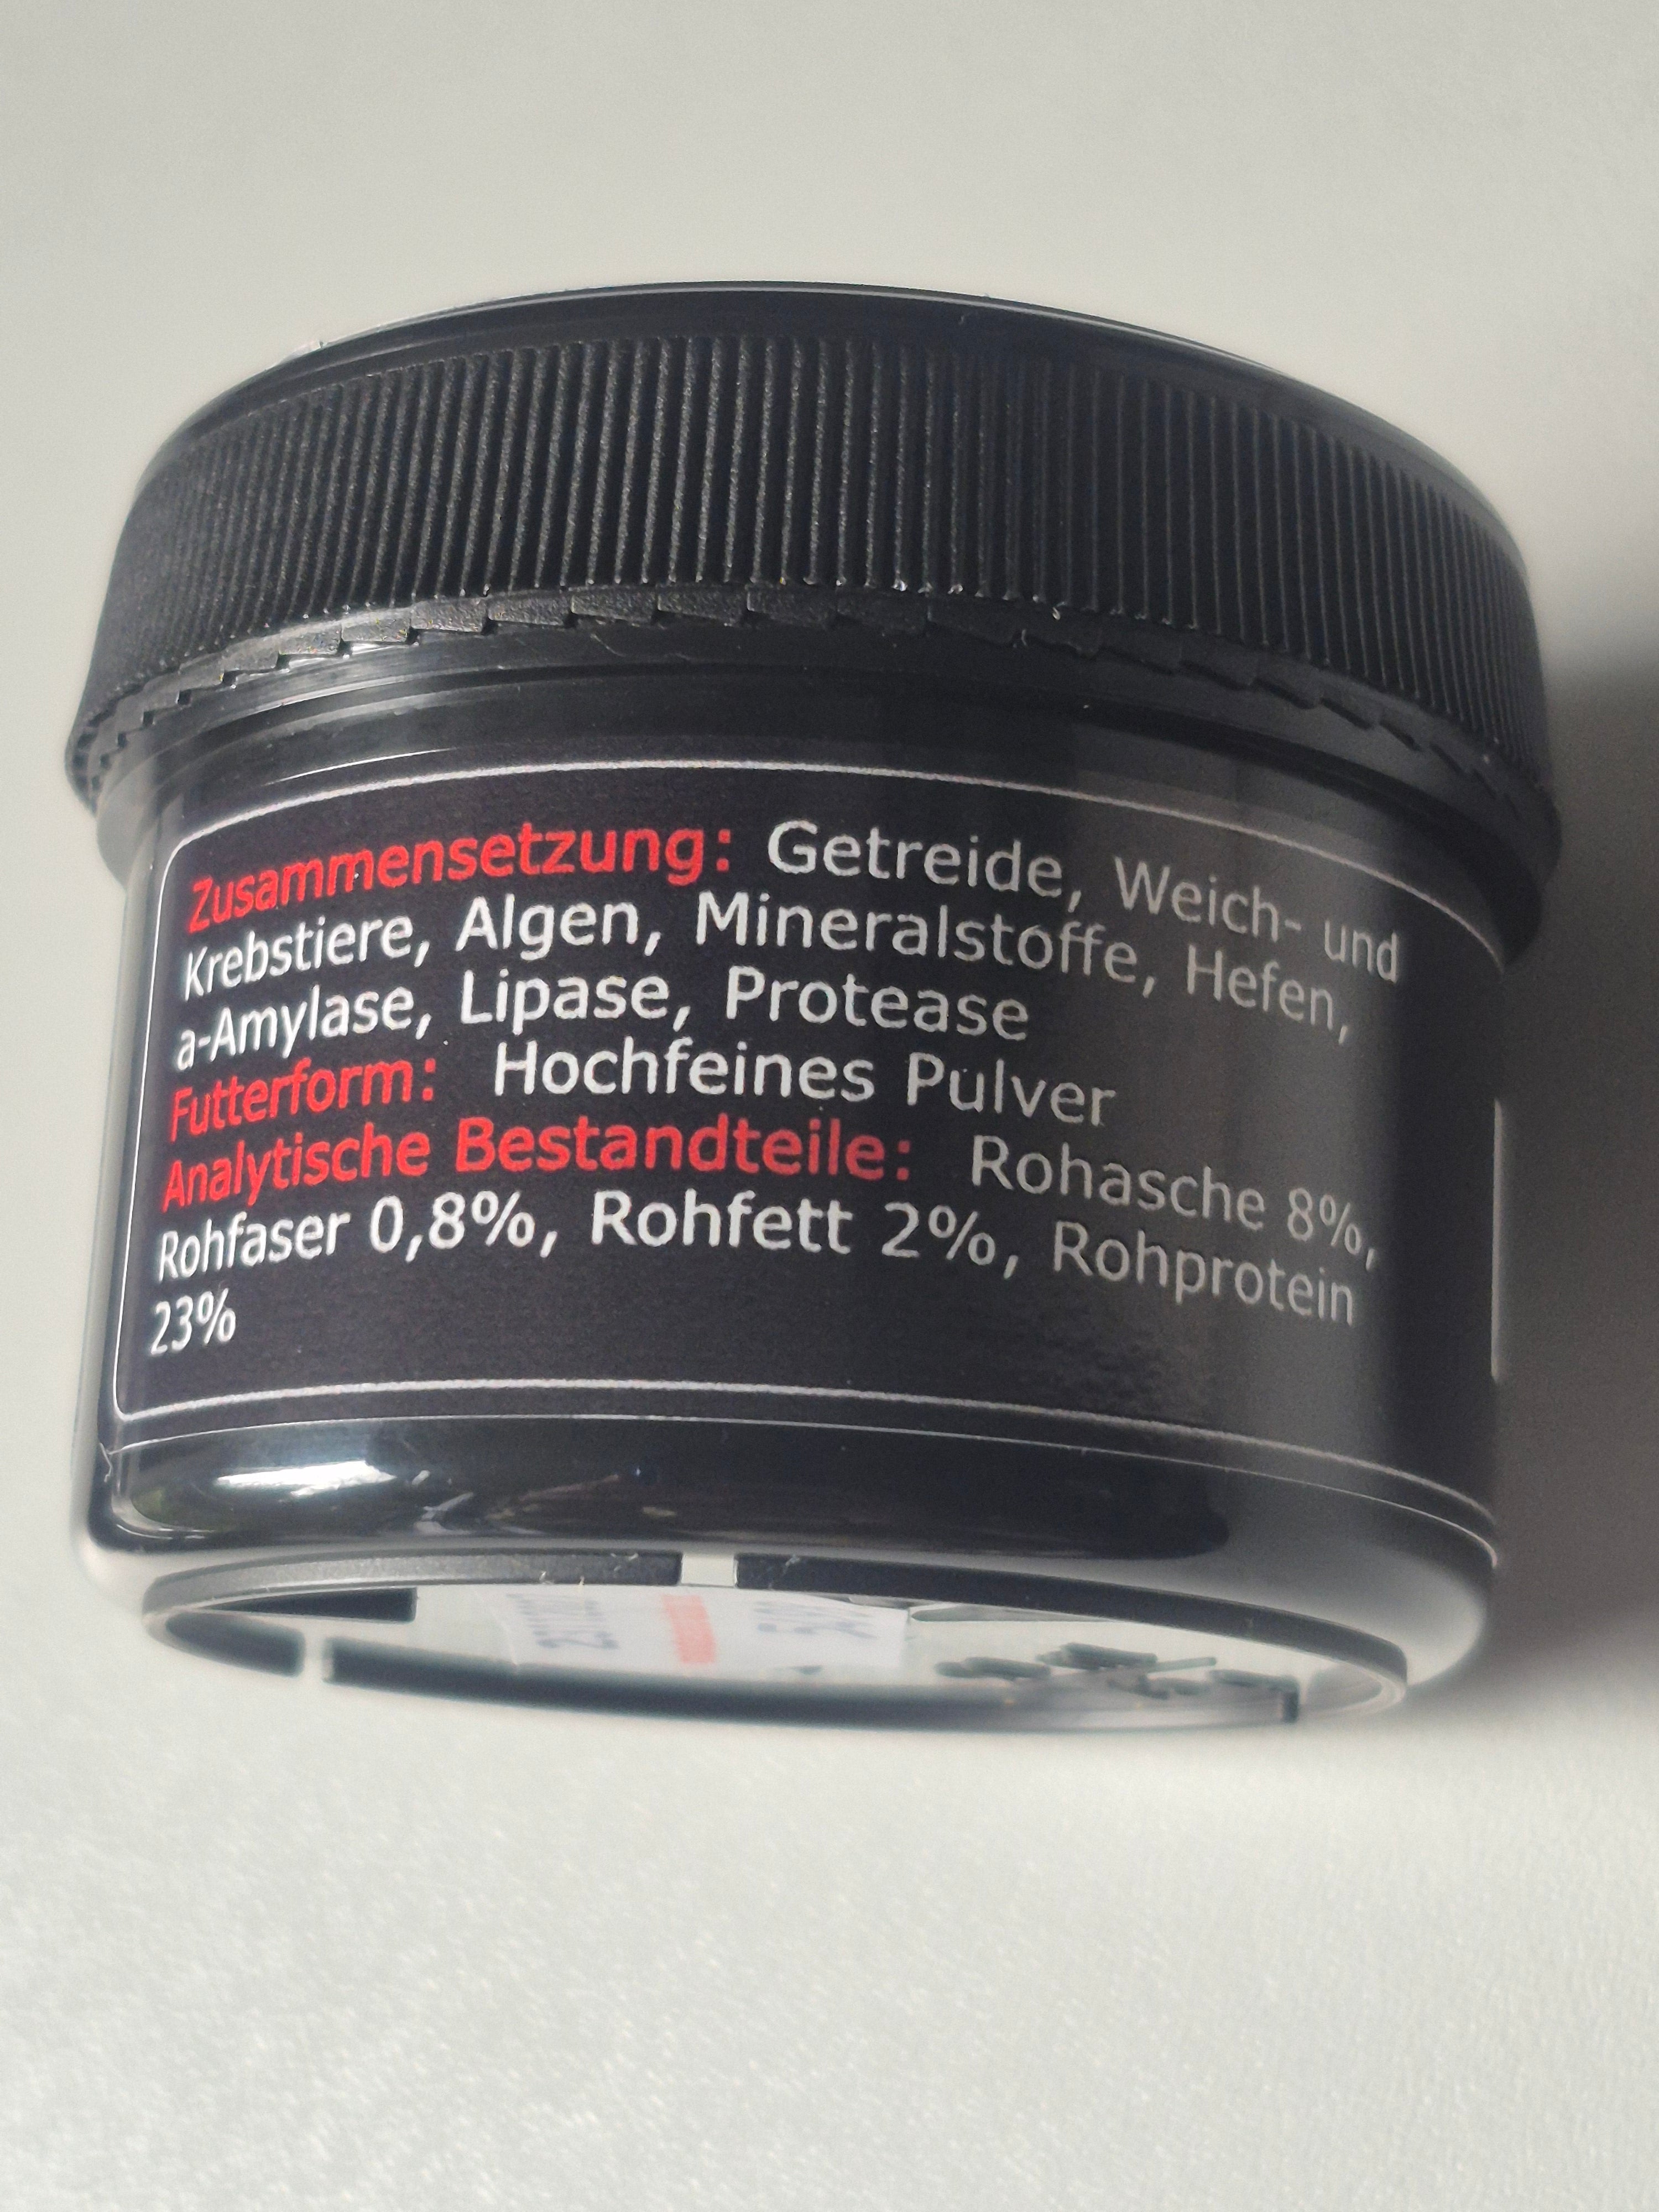 Zusammensetzung: Getreide, Weich- und
Krebstiere, Algen, Mineralstoffe, Hefen,
a-Amylase, Lipase, Protease
Futterform: Hochfeines Pulver
Analytische Bestandteile: Rohasche 8%,
Rohfaser 0,8%, Rohfett 2%, Rohprotein
23%